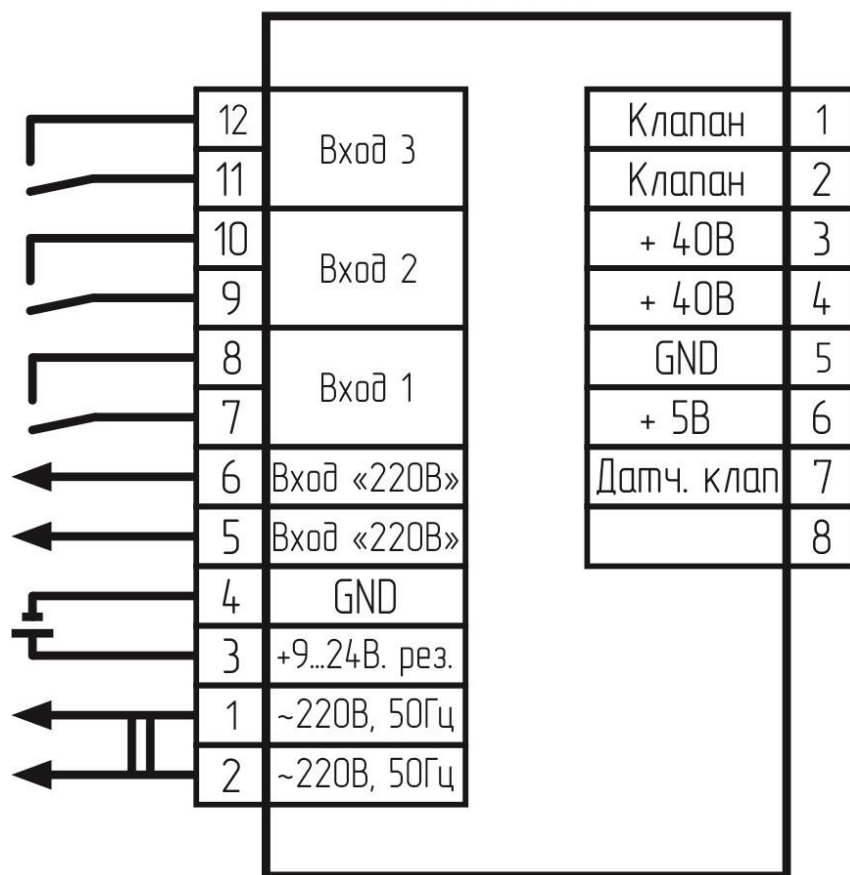 12
Вход 3
11
10
Вход 2
9
8
Вход 1
7
6 Вход «220В»
5 Вход «220В»
4 GND
3 +9...24В. рез.
1 ~220В, 50Гц
2 ~220В, 50Гц
Клапан 1
Клапан 2
+ 40В 3
+ 40В 4
GND 5
+ 5В 6
Датч. клап 7
8